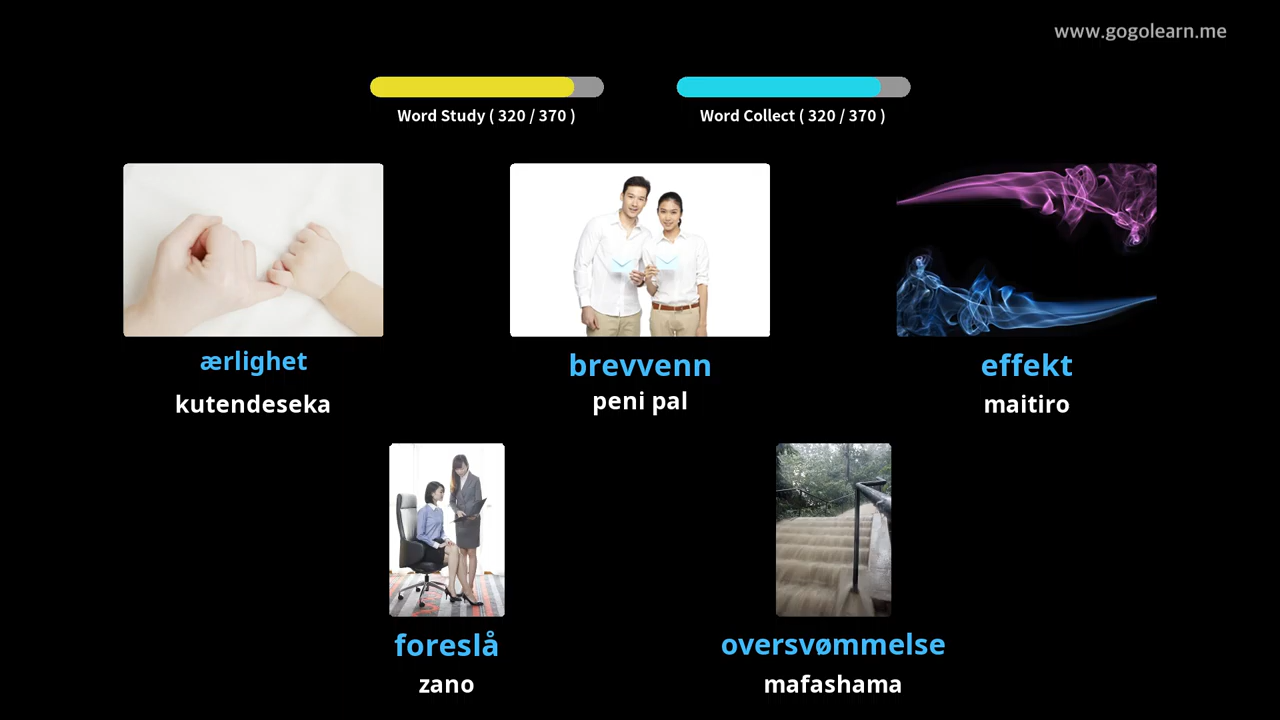 www.gogolearn.me
Word Study ( 320 / 370 )
Word Collect ( 320 / 370 )
ærlighet
kutendeseka
brevvenn
peni pal
effekt
maitiro
foreslå
zano
oversvømmelse
mafashama